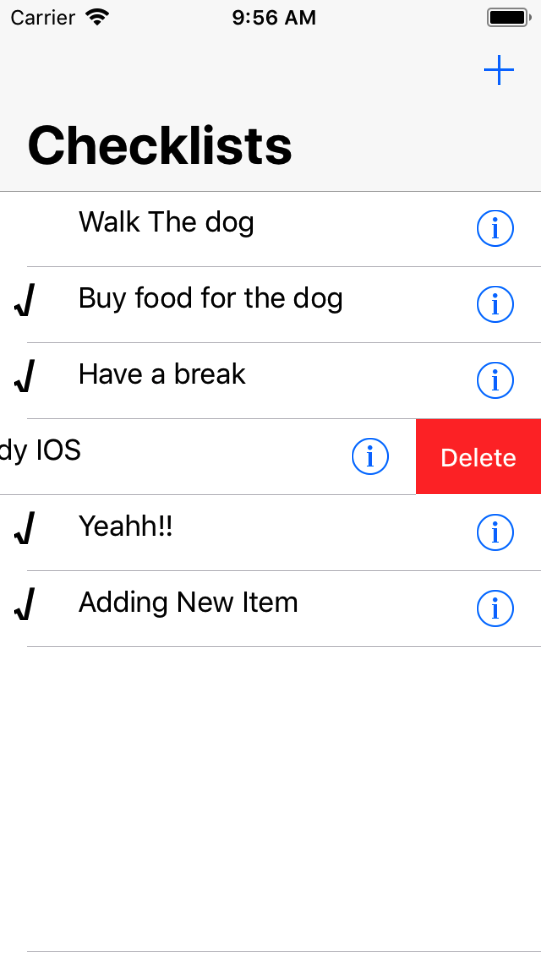 Carrier 9:56 AM
+
Checklists
Walk The dog
√ Buy food for the dog
√ Have a break
dy IOS Delete
√ Yeahh!!
√ Adding New Item